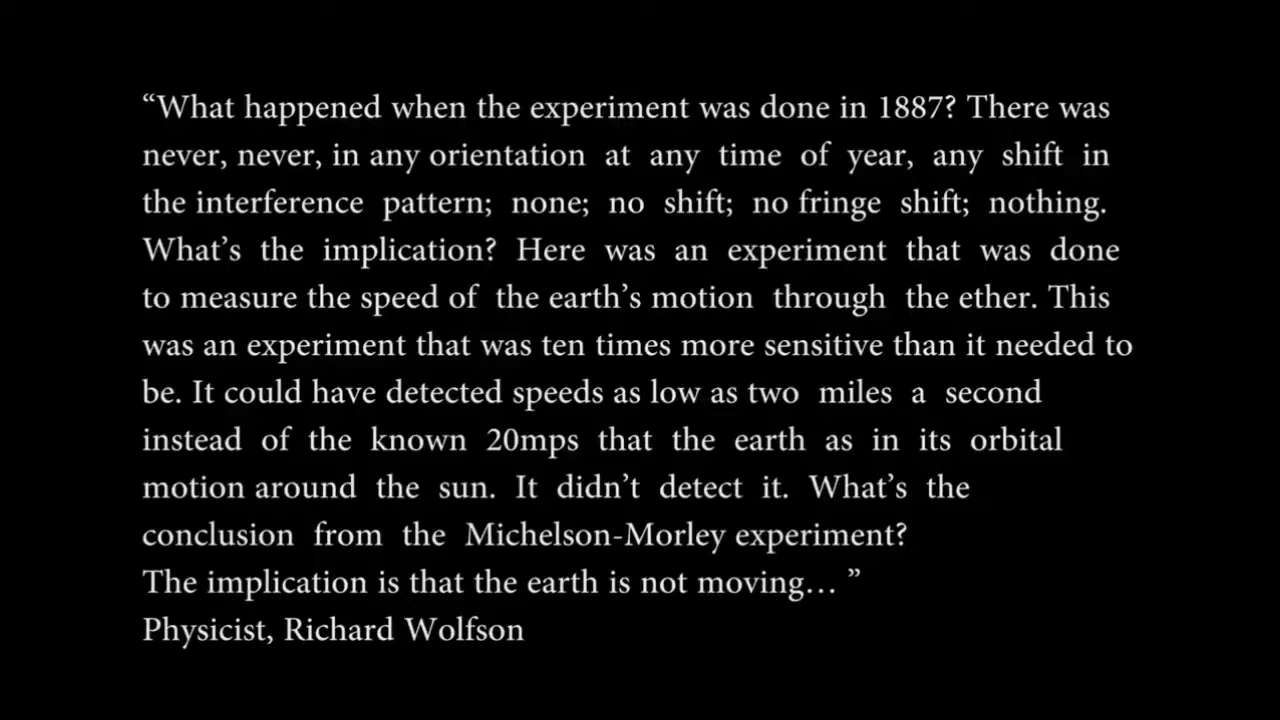 “What happened when the experiment was done in 1887? There was
never, never, in any orientation at any time of year, any shift in
the interference pattern; none; no shift; no fringe shift; nothing.
What’s the implication? Here was an experiment that was done
to measure the speed of the earth’s motion through the ether. This
was an experiment that was ten times more sensitive than it needed to
be. It could have detected speeds as low as two miles a second
instead of the known 20mps that the earth as in its orbital
motion around the sun. It didn’t detect it. What’s the
conclusion from the Michelson-Morley experiment?
The implication is that the earth is not moving… ”
Physicist, Richard Wolfson